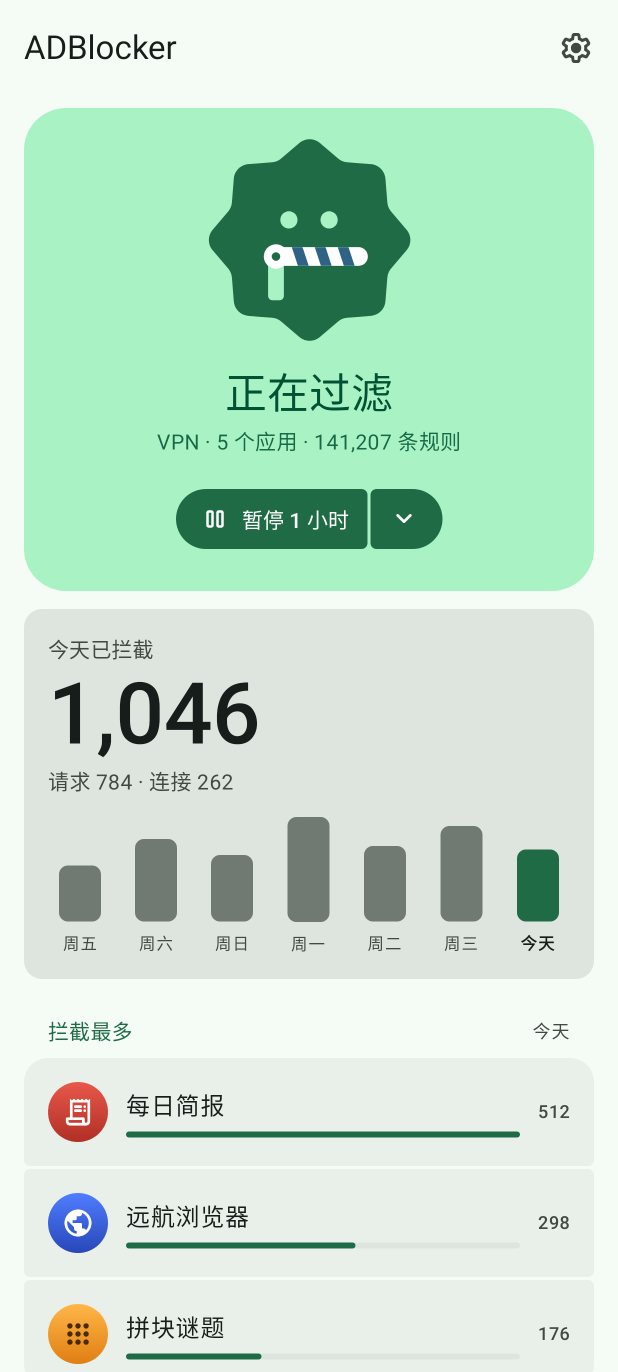 ADBlocker
正在过滤
VPN · 5 个应用 · 141,207 条规则
暂停 1 小时
今天已拦截
1,046
请求 784 · 连接 262
周五 周六 周日 周一 周二 周三 今天
拦截最多 今天
每日简报 512
远航浏览器 298
拼块谜题 176